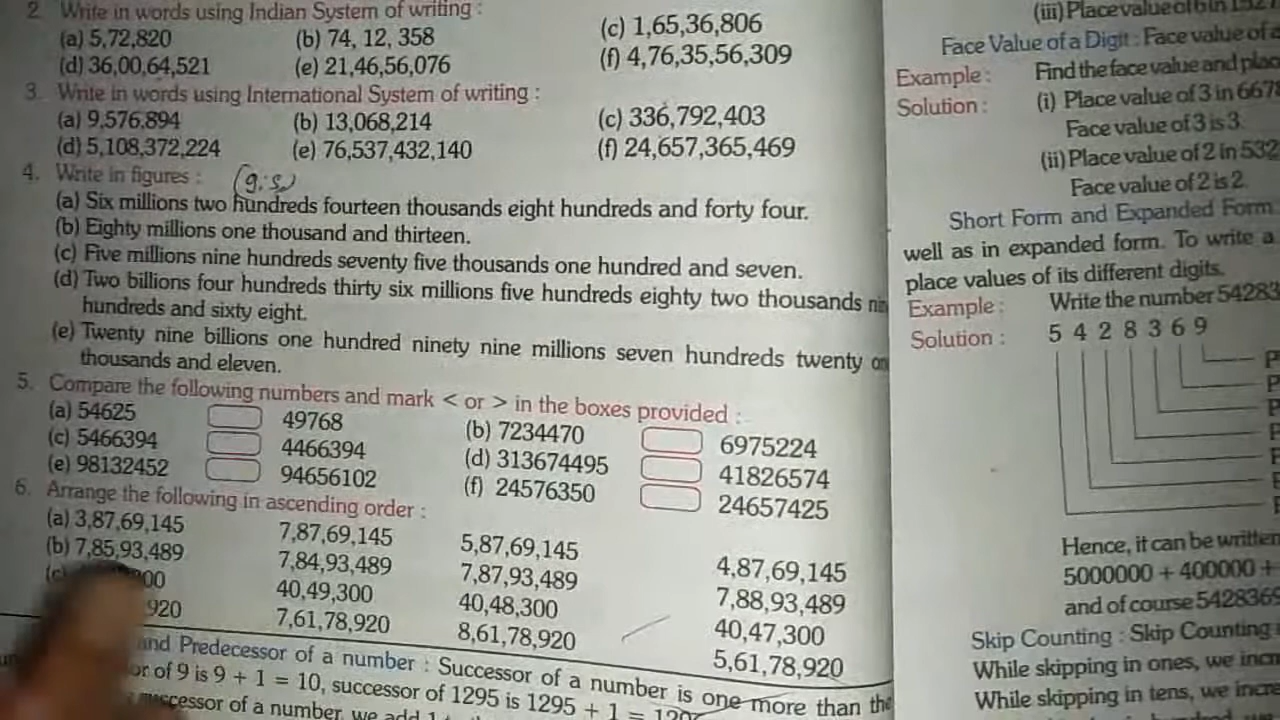 2. Write in words using Indian System of writing :
(a) 5,72,820 (b) 74, 12, 358 (c) 1,65,36,806
(d) 36,00,64,521 (e) 21,46,56,076 (f) 4,76,35,56,309
3. Write in words using International System of writing :
(a) 9,576,894 (b) 13,068,214 (c) 336,792,403
(d) 5,108,372,224 (e) 76,537,432,140 (f) 24,657,365,469
4. Write in figures : (g.s)
(a) Six millions two hundreds fourteen thousands eight hundreds and forty four.
(b) Eighty millions one thousand and thirteen.
(c) Five millions nine hundreds seventy five thousands one hundred and seven.
(d) Two billions four hundreds thirty six millions five hundreds eighty two thousands
hundreds and sixty eight.
(e) Twenty nine billions one hundred ninety nine millions seven hundreds twenty
thousands and eleven.
5. Compare the following numbers and mark < or > in the boxes provided :
(a) 54625 49768 (b) 7234470 6975224
(c) 5466394 4466394 (d) 313674495 41826574
(e) 98132452 94656102 (f) 24576350 24657425
6. Arrange the following in ascending order :
(a) 3,87,69,145 7,87,69,145 5,87,69,145 4,87,69,145
(b) 7,85,93,489 7,84,93,489 7,87,93,489 7,88,93,489
40,49,300 40,48,300 40,47,300
920 7,61,78,920 8,61,78,920 5,61,78,920
and Predecessor of a number : Successor of a number is one more than the
of 9 is 9 + 1 = 10, successor of 1295 is 1295 + 1 =
of a number, we add 1
(iii) Place value of 6 in
Face Value of a Digit : Face value of
Example : Find the face value and
Solution : (i) Place value of 3 in 667
Face value of 3 is 3.
(ii) Place value of 2 in 532
Face value of 2 is 2.
Short Form and Expanded Form
well as in expanded form. To write a
place values of its different digits.
Example : Write the number 54283
Solution : 5 4 2 8 3 6 9
Hence, it can be written
5000000 + 400000 +
and of course 5428369
Skip Counting : Skip Counting
While skipping in ones, we
While skipping in tens, we